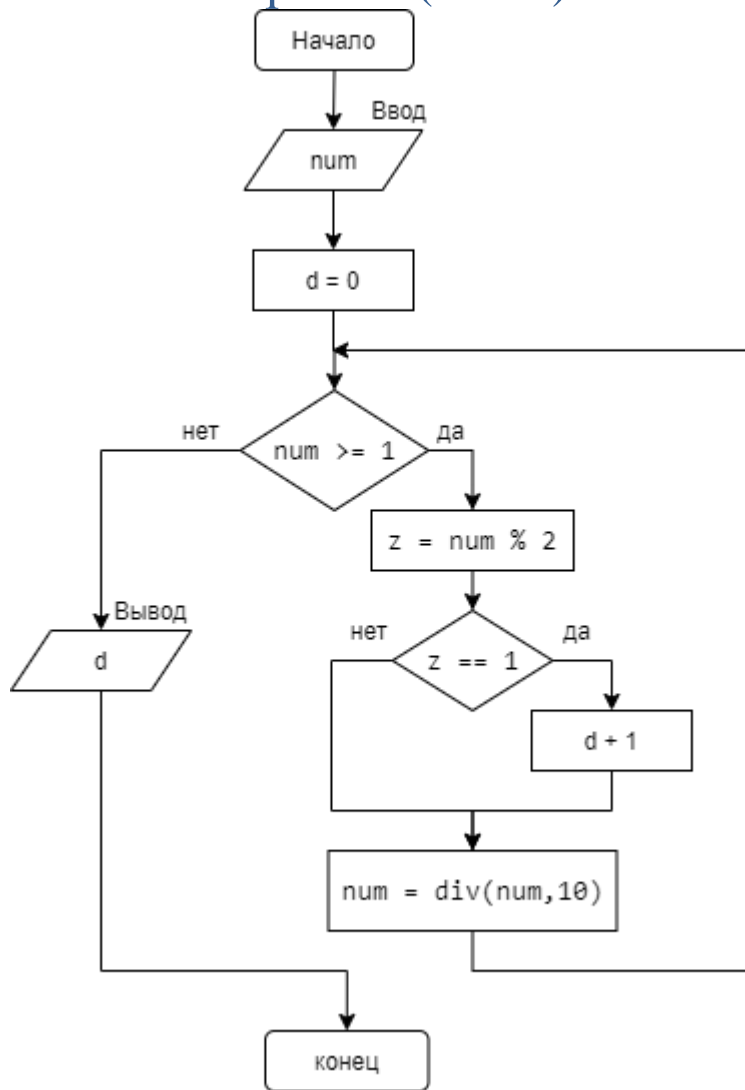 Начало
Ввод
num
d = 0
нет
да
num >= 1
z = num % 2
Вывод
нет
да
d
z == 1
d + 1
num = div(num,10)
конец